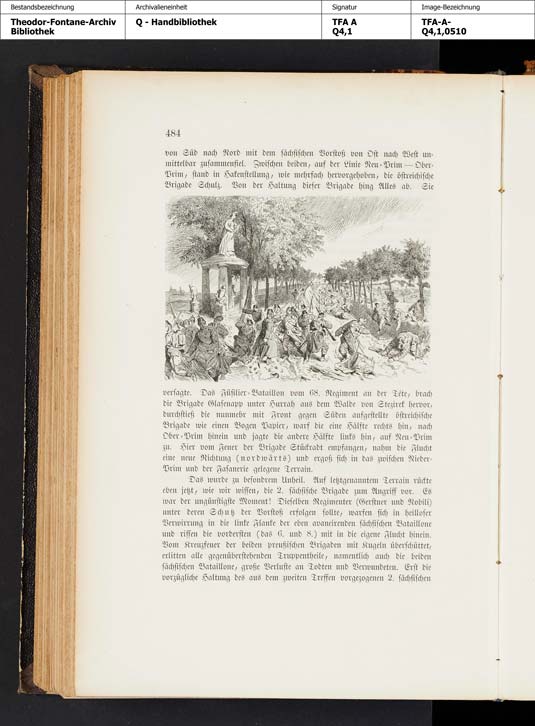 Bestandsbezeichnung
Theodor-Fontane-Archiv
Bibliothek
Archivalieneinheit
Q - Handbibliothek
Signatur
TFA A
Q4,1
Image-Bezeichnung
TFA-A-
Q4,1,0510
484
von Süd nach Nord mit dem sächsischen Vorstoß von Ost nach West un-
mittelbar zusammenfiel. Zwischen beiden, auf der Linie Neu-Prim — Ober-
Prim, stand in Hakenstellung, wie mehrfach hervorgehoben, die östreichische
Brigade Schulz. Von der Haltung dieser Brigade hing Alles ab. Sie
versagte. Das Füsilier-Bataillon vom 68. Regiment an der Tête, brach
die Brigade Glasenapp unter Hurrah aus dem Walde von Stezirek hervor,
durchstieß die nunmehr mit Front gegen Süden aufgestellte östreichische
Brigade wie einen Bogen Papier, warf die eine Hälfte rechts hin, nach
Ober-Prim hinein und jagte die andere Hälfte links hin, auf Neu-Prim
zu. Hier vom Feuer der Brigade Stückradt empfangen, nahm die Flucht
eine neue Richtung (nordwärts) und ergoß sich in das zwischen Nieder-
Prim und der Fasanerie gelegene Terrain.
Das wurde zu besondrem Unheil. Auf letztgenanntem Terrain rückte
eben jetzt, wie wir wissen, die 2. sächsische Brigade zum Angriff vor. Es
war der ungünstigste Moment! Dieselben Regimenter (Gerstner und Nobili)
unter deren Schutz der Vorstoß erfolgen sollte, warfen sich in heilloser
Verwirrung in die linke Flanke der eben avancirenden sächsischen Bataillone
und rissen die vordersten (das 6. und 8.) mit in die eigene Flucht hinein.
Vom Kreuzfeuer der beiden preußischen Brigaden mit Kugeln überschüttet,
erlitten alle gegenüberstehenden Truppentheile, namentlich auch die beiden
sächsischen Bataillone, große Verluste an Todten und Verwundeten. Erst die
vorzügliche Haltung des aus dem zweiten Treffen vorgezogenen 2. sächsischen